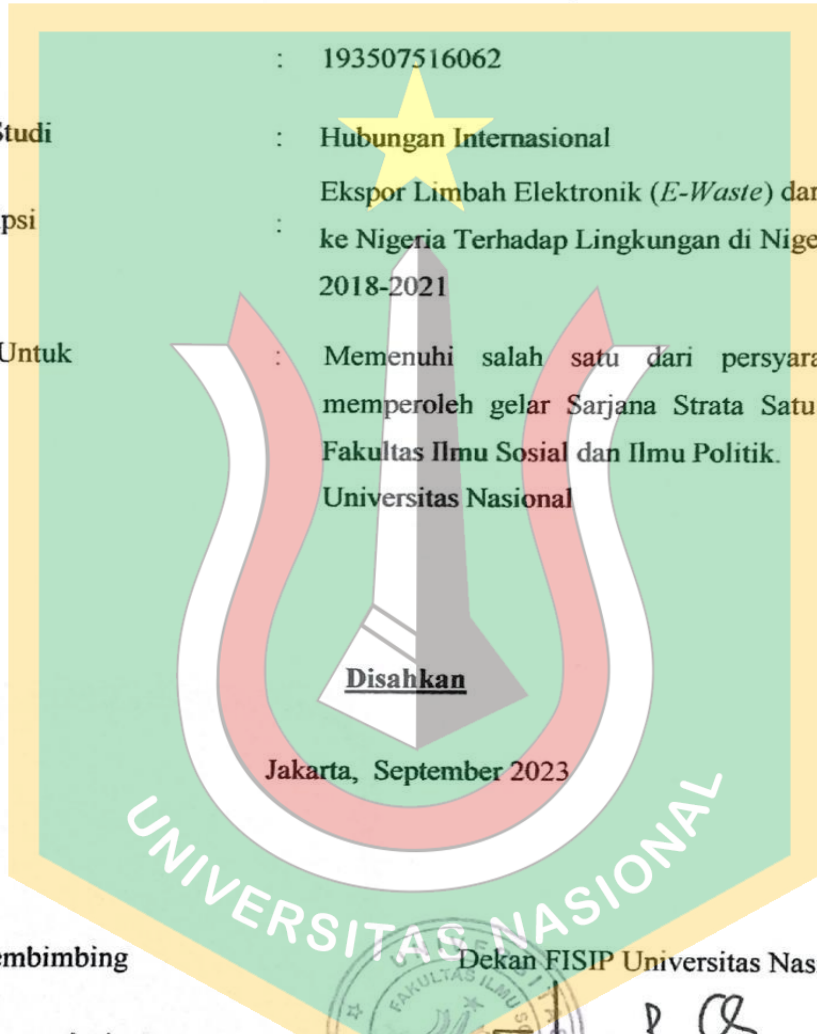 : 193507516062
Studi : Hubungan Internasional
Ekspor Limbah Elektronik (E-Waste) dar
psi :
ke Nigeria Terhadap Lingkungan di Nige
2018-2021
Untuk : Memenuhi salah satu dari persyara
memperoleh gelar Sarjana Strata Satu
Fakultas Ilmu Sosial dan Ilmu Politik.
Universitas Nasional
Disahkan
Jakarta, September 2023
UNIVERSITAS NASIONAL
embimbing Dekan FISIP Universitas Nas
FAKULTAS ILMU